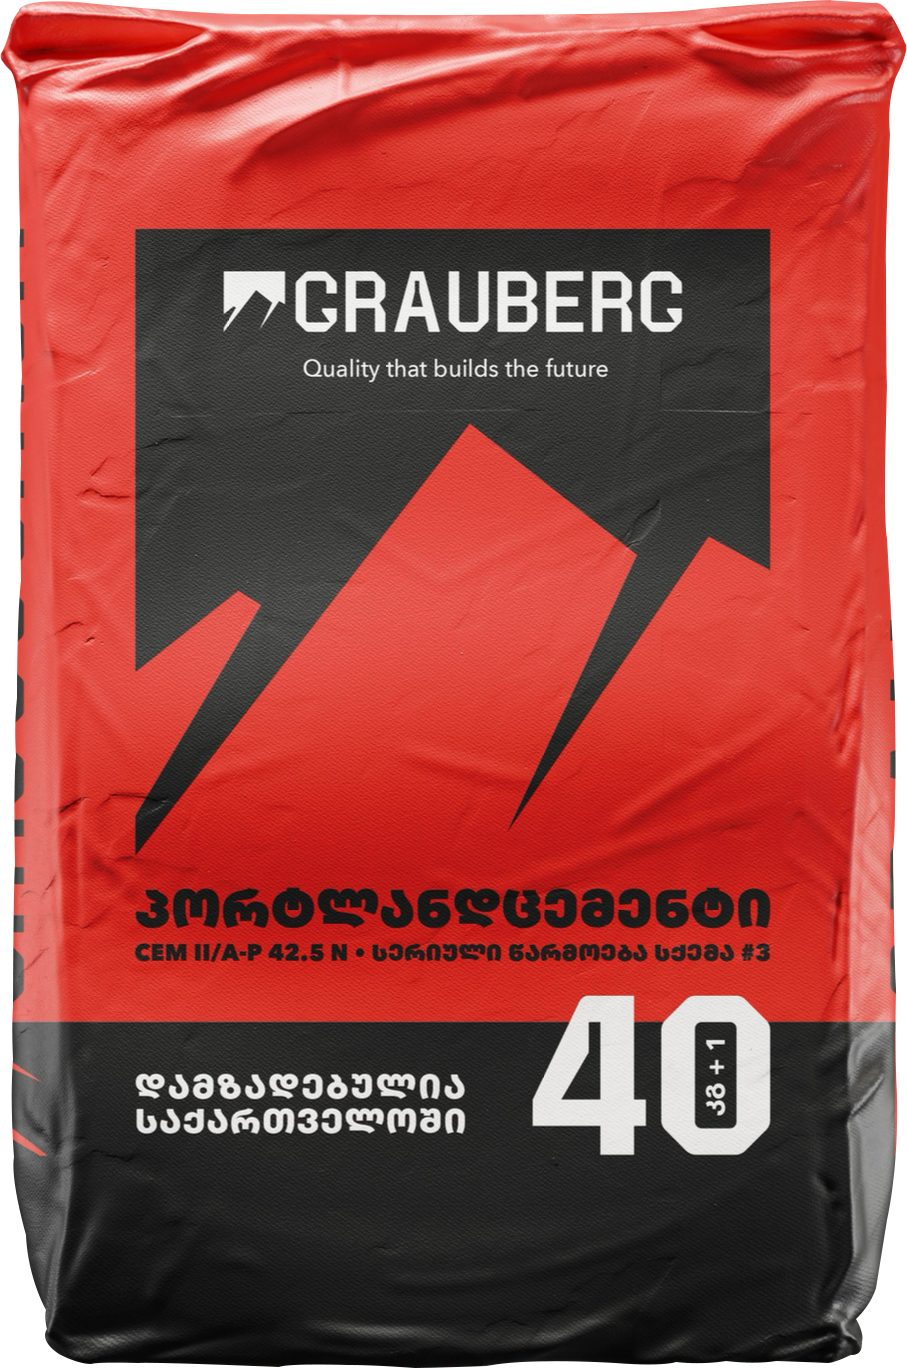 GRAUBERG
Quality that builds the future
პორტლანდცემენტი
CEM II/A-P 42.5 N • სერიული წარმოება სქემა #3
დამზადებულია
საქართველოში
40
კგ ± 1